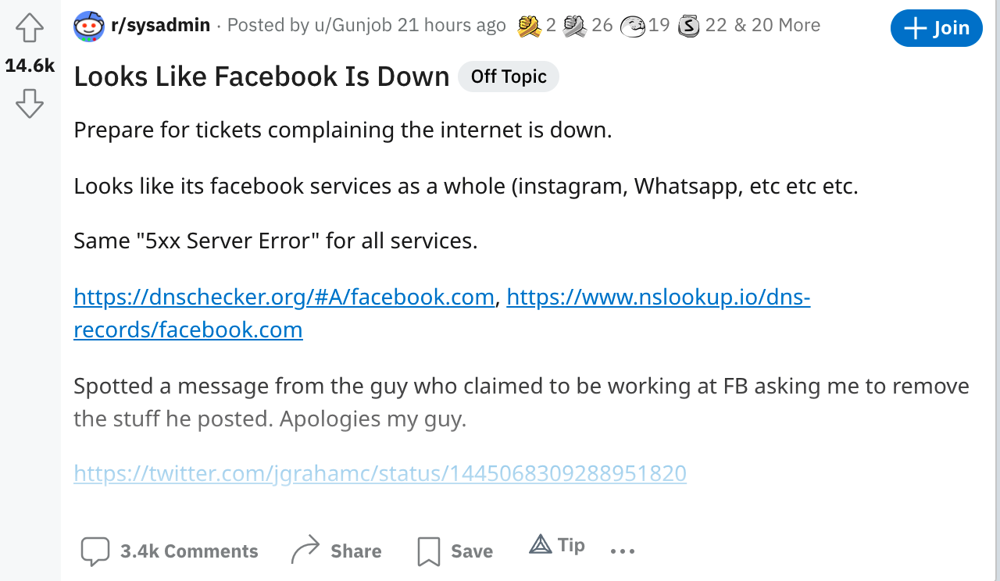 r/sysadmin · Posted by u/Gunjob 21 hours ago 2 26 19 S 22 & 20 More
Join
14.6k
Looks Like Facebook Is Down Off Topic
Prepare for tickets complaining the internet is down.
Looks like its facebook services as a whole (instagram, Whatsapp, etc etc etc.
Same "5xx Server Error" for all services.
https://dnschecker.org/#A/facebook.com, https://www.nslookup.io/dns-
records/facebook.com
Spotted a message from the guy who claimed to be working at FB asking me to remove
the stuff he posted. Apologies my guy.
https://twitter.com/jgrahamc/status/1445068309288951820
3.4k Comments Share Save Tip ...